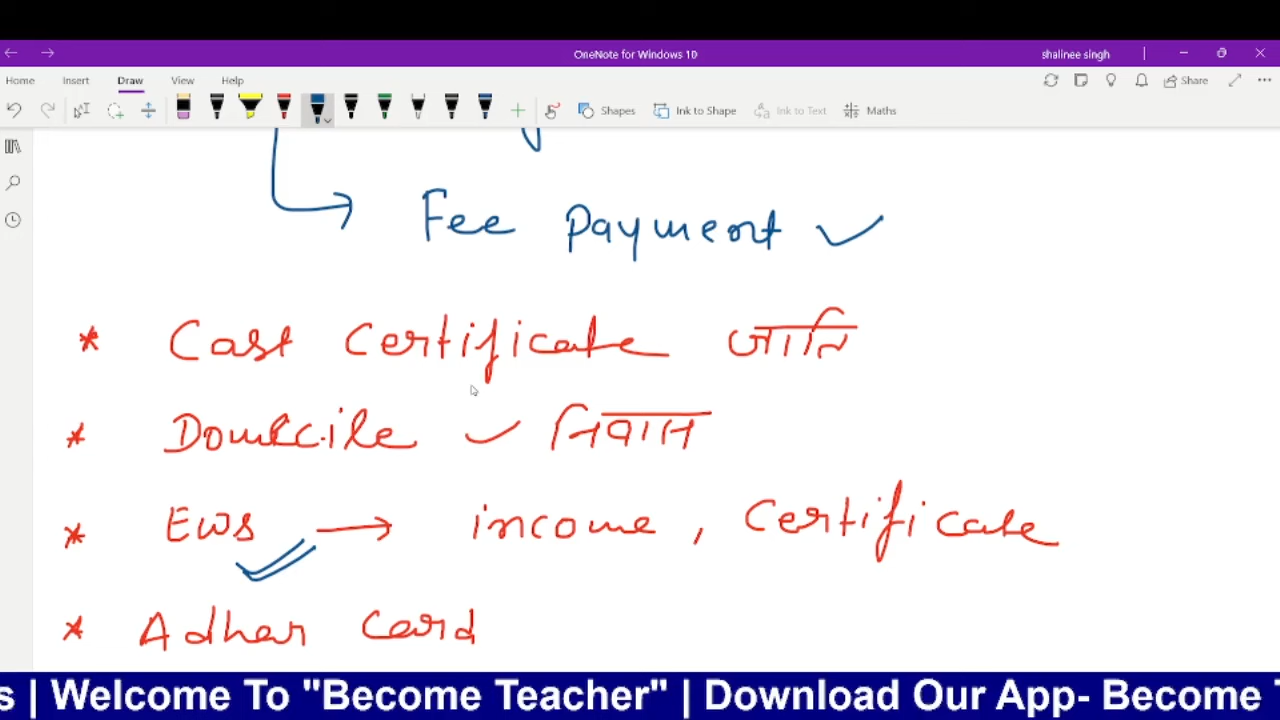 OneNote for Windows 10
shalinee singh
Home Insert Draw View Help
Share
Shapes
Ink to Shape
Ink to Text
Maths
Fee payment
* Cast Certificate जाति
* Domicile निवास
* Ews → income, Certificate
* Adhar Card
s | Welcome To "Become Teacher" | Download Our App- Become T